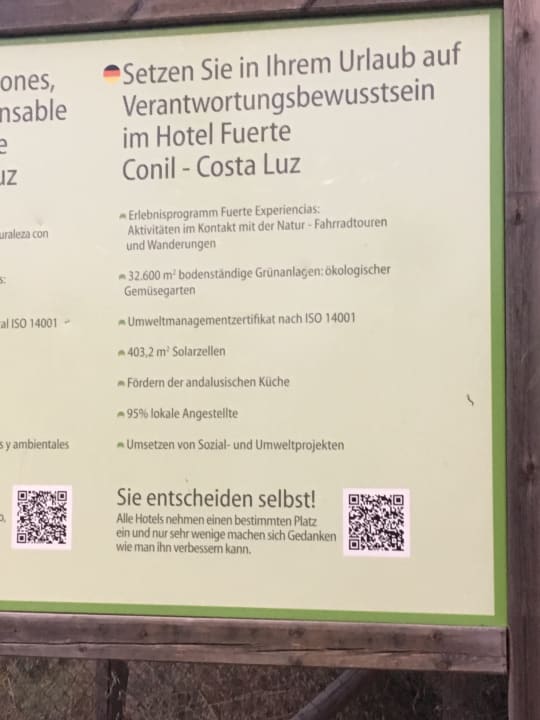 ones,
nsable
e
uz
uraleza con
s:
al ISO 14001
s y ambientales
o,
Setzen Sie in Ihrem Urlaub auf
Verantwortungsbewusstsein
im Hotel Fuerte
Conil - Costa Luz
Erlebnisprogramm Fuerte Experiencias:
Aktivitäten im Kontakt mit der Natur - Fahrradtouren
und Wanderungen
32.600 m² bodenständige Grünanlagen: ökologischer
Gemüsegarten
Umweltmanagementzertifikat nach ISO 14001
403,2 m² Solarzellen
Fördern der andalusischen Küche
95% lokale Angestellte
Umsetzen von Sozial- und Umweltprojekten
Sie entscheiden selbst!
Alle Hotels nehmen einen bestimmten Platz
ein und nur sehr wenige machen sich Gedanken
wie man ihn verbessern kann.